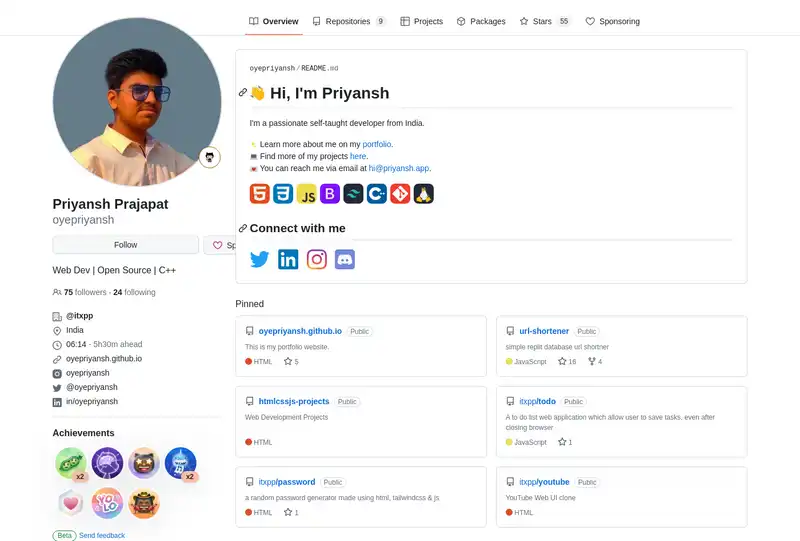 Overview
Repositories 9
Projects
Packages
Stars 55
Sponsoring
Priyansh Prajapat
oyepriyansh
Follow
Sp
Web Dev | Open Source | C++
75 followers · 24 following
@itxpp
India
06:14 - 5h30m ahead
oyepriyansh.github.io
oyepriyansh
@oyepriyansh
in/oyepriyansh
Achievements
x2
x2
YOLO
Beta Send feedback
oyepriyansh/README.md
👋 Hi, I'm Priyansh
I'm a passionate self-taught developer from India.
Learn more about me on my portfolio.
💻 Find more of my projects here.
You can reach me via email at hi@priyansh.app.
JS
B
C++
Connect with me
in
Pinned
oyepriyansh.github.io Public
This is my portfolio website.
HTML 5
url-shortener Public
simple replit database url shortner
JavaScript 16 4
htmlcssjs-projects Public
Web Development Projects
HTML
itxpp/todo Public
A to do list web application which allow user to save tasks. even after
closing browser
JavaScript 1
itxpp/password Public
a random password generator made using html, tailwindcss & js
HTML 1
itxpp/youtube Public
YouTube Web UI clone
HTML